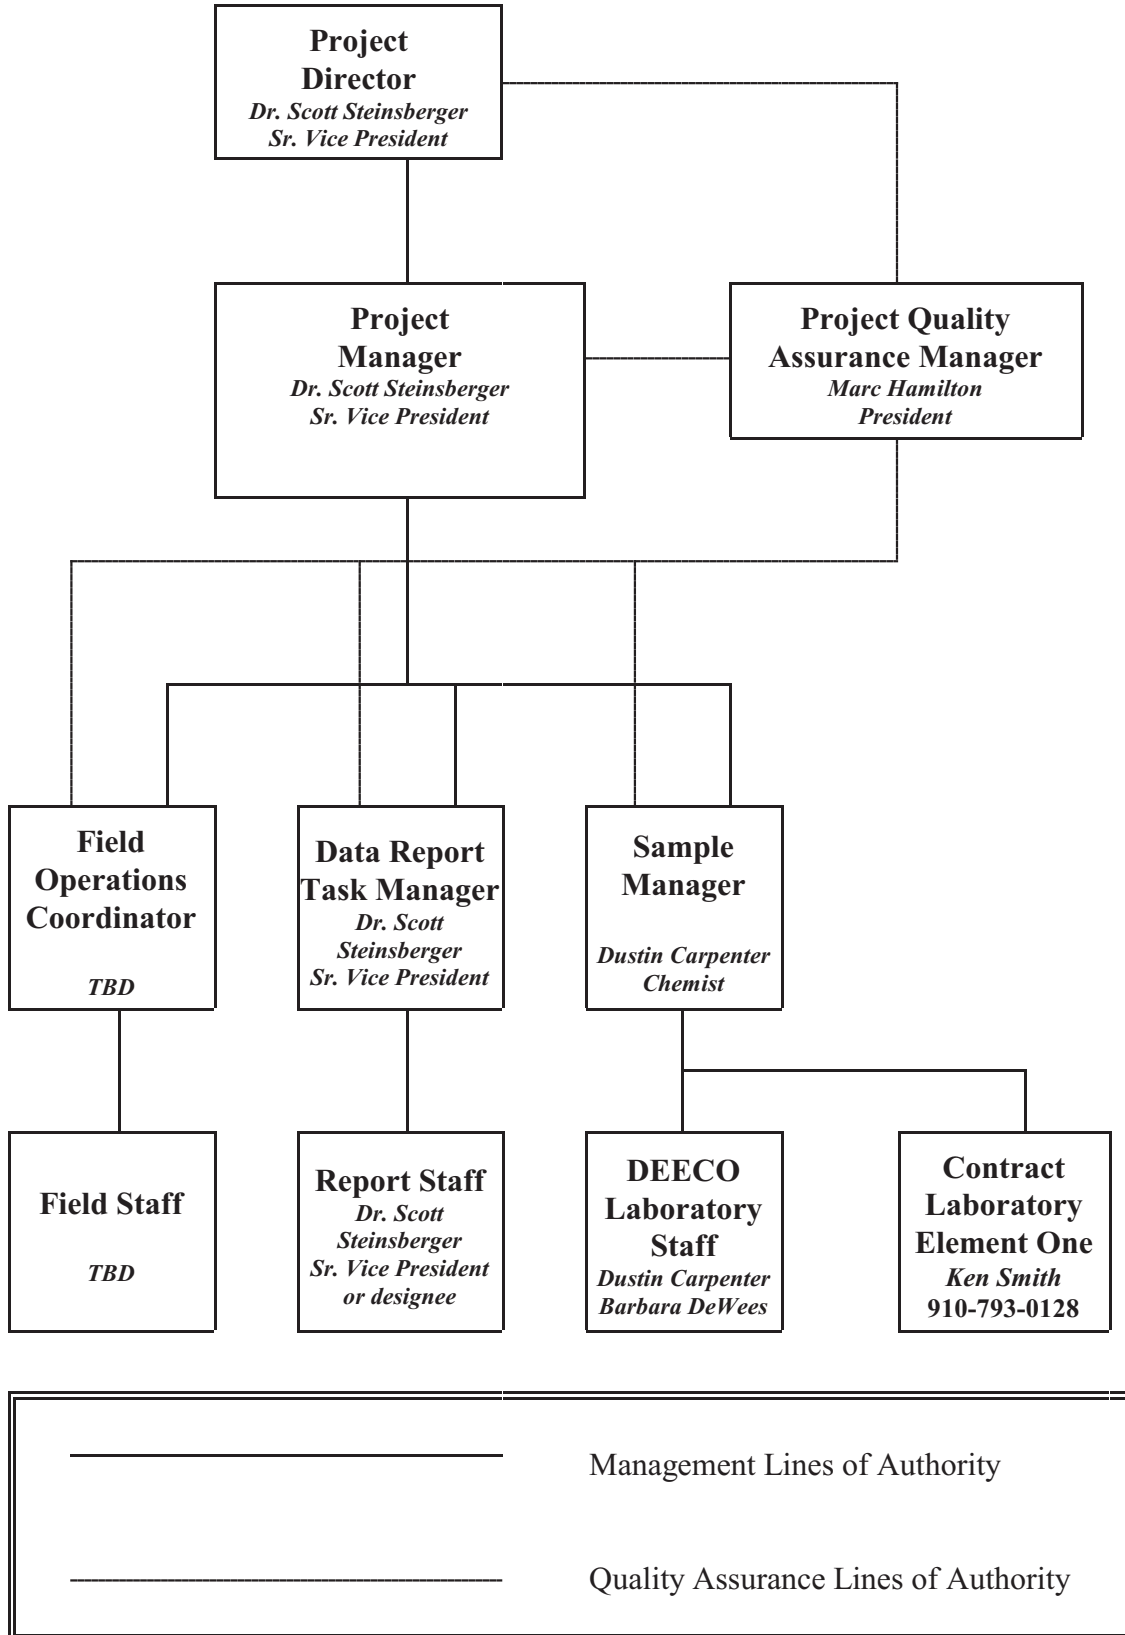 Project
Director
Dr. Scott Steinsberger
Sr. Vice President
Project
Manager
Dr. Scott Steinsberger
Sr. Vice President
Project Quality
Assurance Manager
Marc Hamilton
President
Field
Operations
Coordinator
TBD
Data Report
Task Manager
Dr. Scott
Steinsberger
Sr. Vice President
Sample
Manager
Dustin Carpenter
Chemist
Field Staff
TBD
Report Staff
Dr. Scott
Steinsberger
Sr. Vice President
or designee
DEECO
Laboratory
Staff
Dustin Carpenter
Barbara DeWees
Contract
Laboratory
Element One
Ken Smith
910-793-0128
Management Lines of Authority
Quality Assurance Lines of Authority